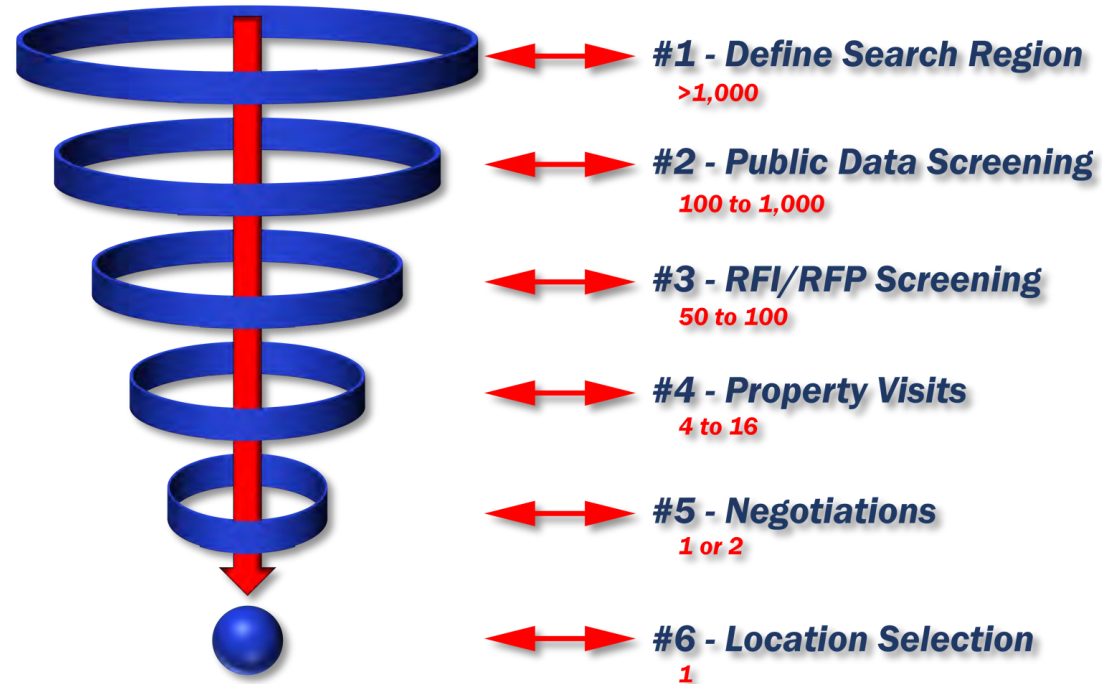 #1 - Define Search Region
>1,000
#2 - Public Data Screening
100 to 1,000
#3 - RFI/RFP Screening
50 to 100
#4 - Property Visits
4 to 16
#5 - Negotiations
1 or 2
#6 - Location Selection
1